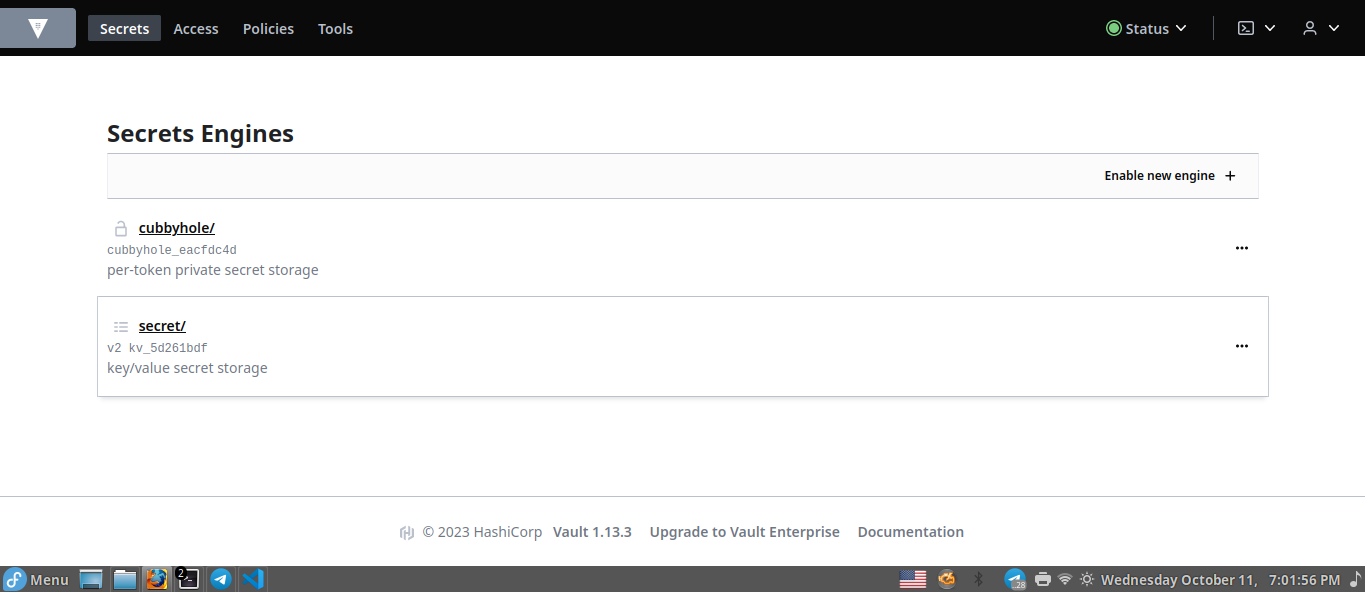 Secrets Access Policies Tools Status
Secrets Engines
Enable new engine
cubbyhole/
cubbyhole_eacfdc4d
per-token private secret storage
secret/
v2 kv_5d261bdf
key/value secret storage
© 2023 HashiCorp Vault 1.13.3 Upgrade to Vault Enterprise Documentation
Menu 2 28 Wednesday October 11, 7:01:56 PM